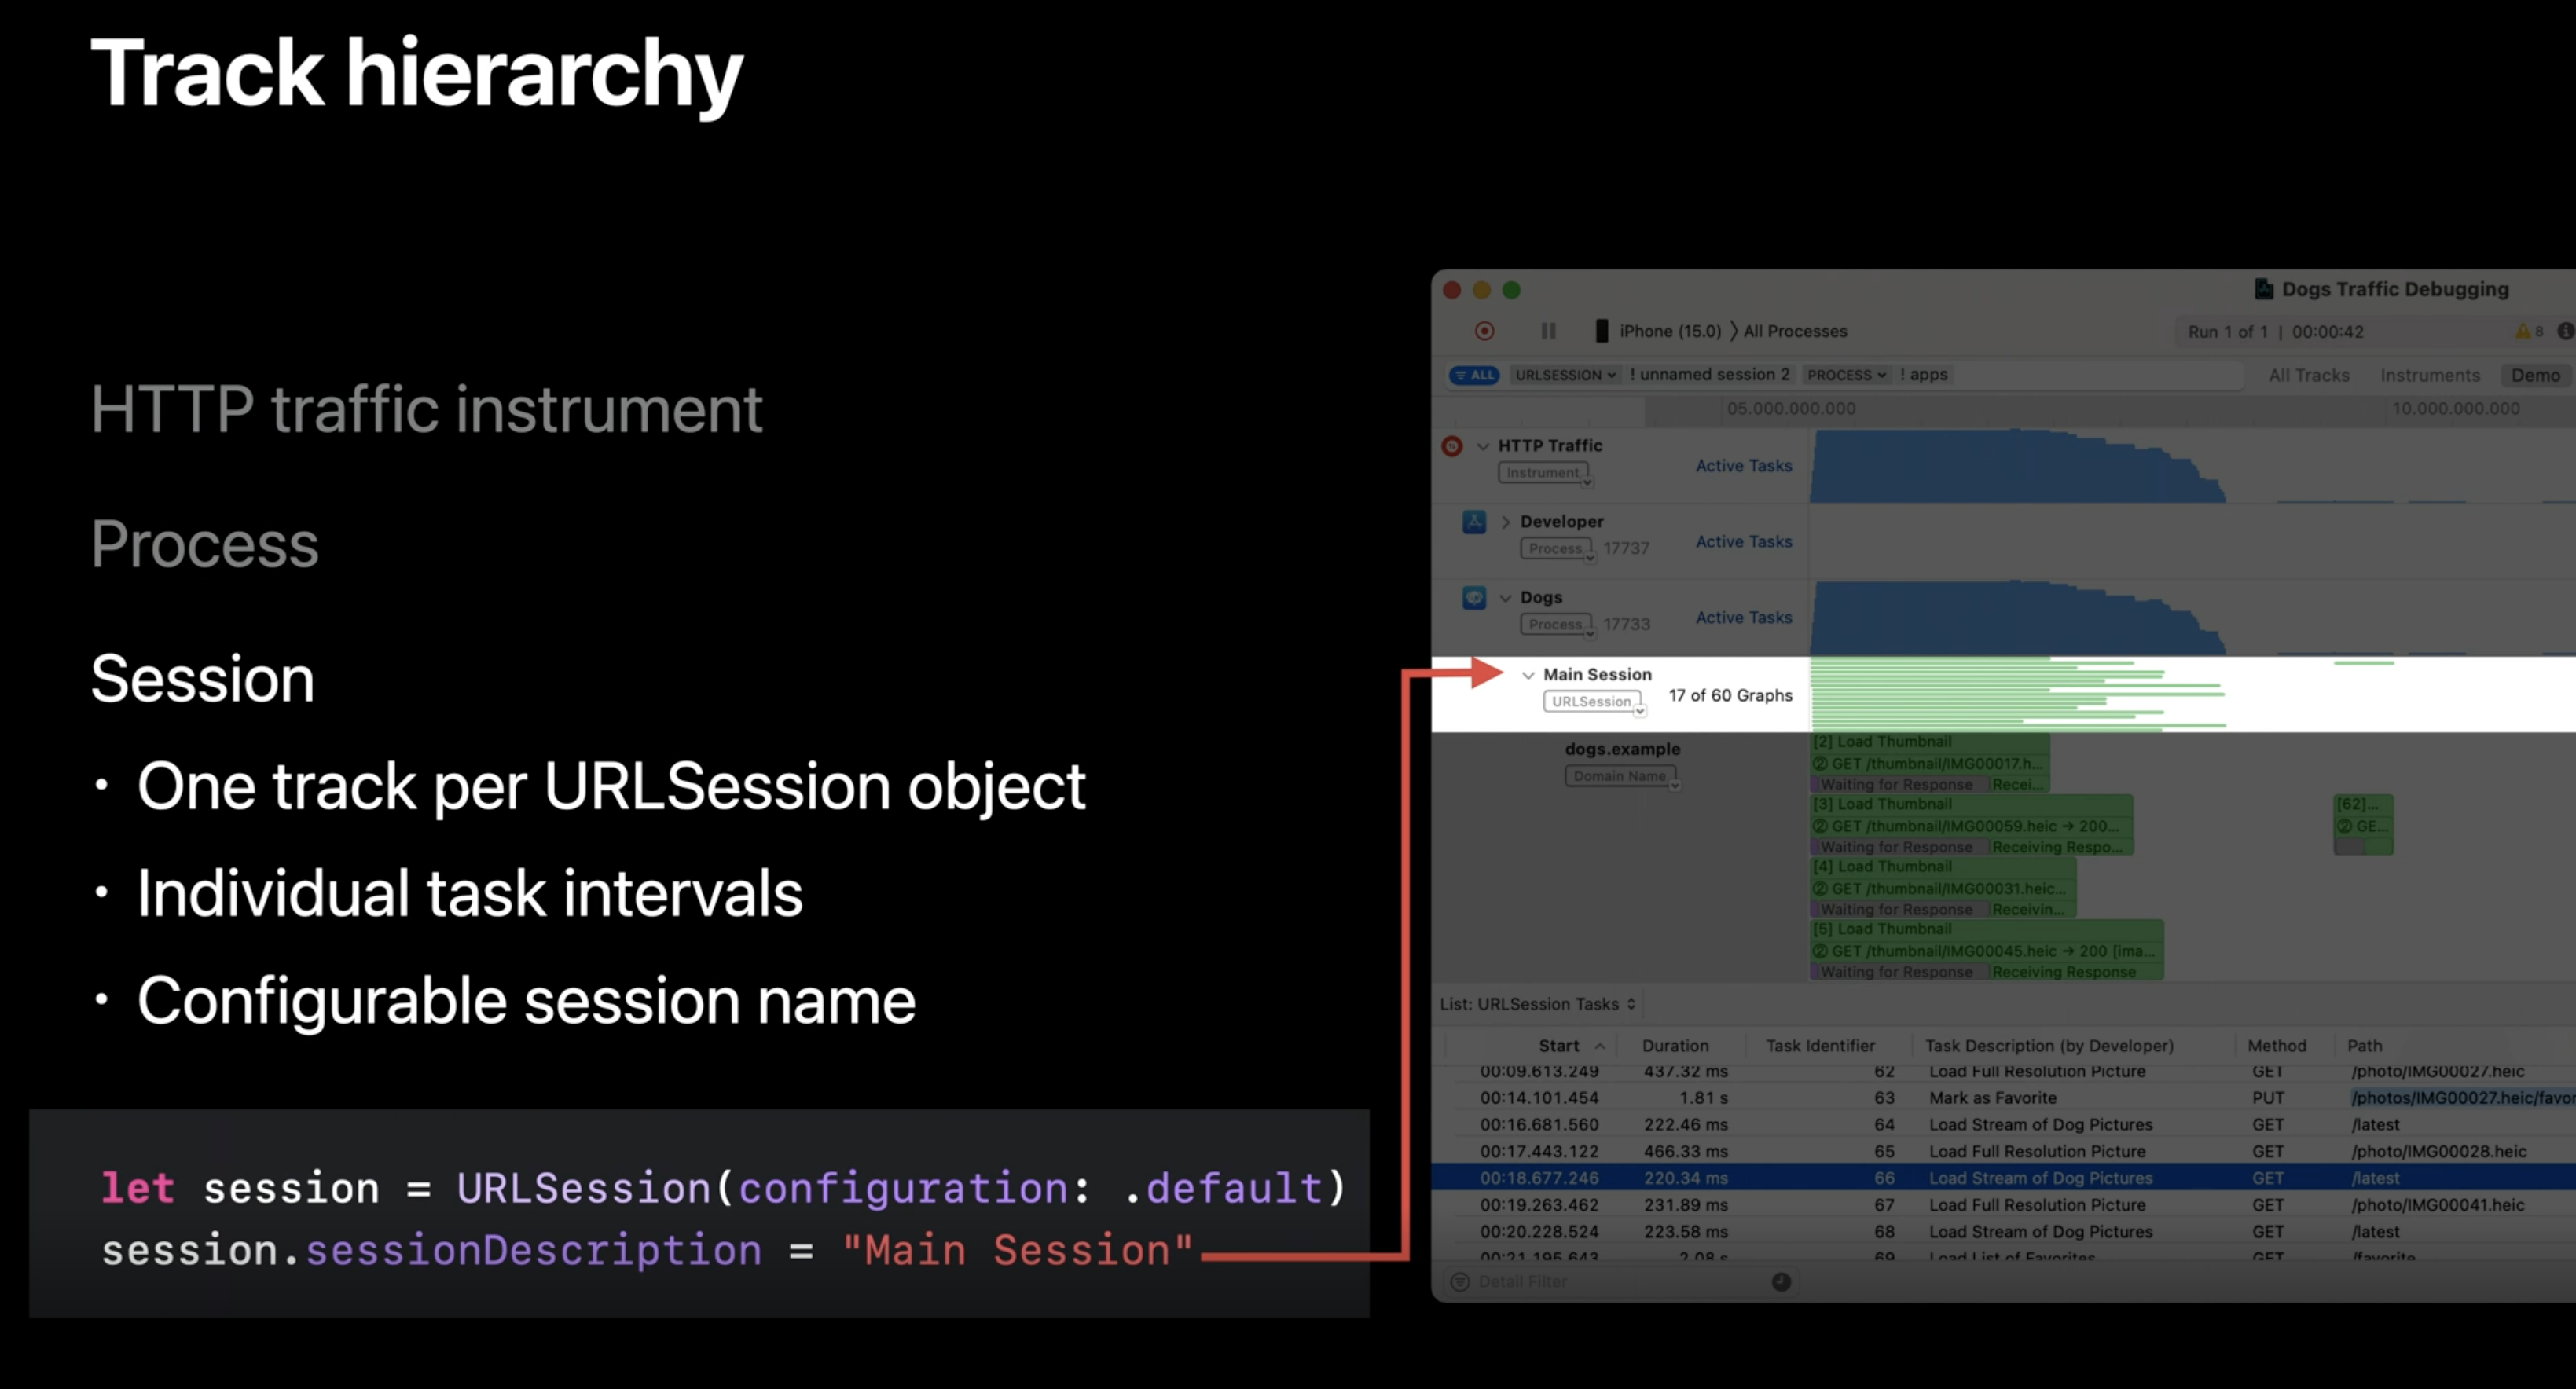 Track hierarchy
HTTP traffic instrument
Process
Session
• One track per URLSession object
• Individual task intervals
• Configurable session name
let session = URLSession(configuration: .default)
session.sessionDescription = "Main Session"
Dogs Traffic Debugging
iPhone (15.0) 〉 All Processes
Run 1 of 1 | 00:00:42
8
ALL URLSESSION ! unnamed session 2 PROCESS ! apps
All Tracks Instruments Demo
05.000.000.000 10.000.000.000
HTTP Traffic
Instrument
Active Tasks
Developer
Process 17737
Active Tasks
Dogs
Process 17733
Active Tasks
Main Session
URLSession
17 of 60 Graphs
dogs.example
Domain Name
[2] Load Thumbnail
② GET /thumbnail/IMG00017.h...
Waiting for Response Recei...
[3] Load Thumbnail
② GET /thumbnail/IMG00059.heic → 200...
Waiting for Response Receiving Respo...
[62]...
② GE...
[4] Load Thumbnail
② GET /thumbnail/IMG00031.heic...
Waiting for Response Receivin...
[5] Load Thumbnail
② GET /thumbnail/IMG00045.heic → 200 [ima...
Waiting for Response Receiving Response
List: URLSession Tasks
Start Duration Task Identifier Task Description (by Developer) Method Path
00:09.613.249 437.32 ms 62 Load Full Resolution Picture GET /photo/IMG00027.heic
00:14.101.454 1.81 s 63 Mark as Favorite PUT /photos/IMG00027.heic/favor
00:16.681.560 222.46 ms 64 Load Stream of Dog Pictures GET /latest
00:17.443.122 466.33 ms 65 Load Full Resolution Picture GET /photo/IMG00028.heic
00:18.677.246 220.34 ms 66 Load Stream of Dog Pictures GET /latest
00:19.263.462 231.89 ms 67 Load Full Resolution Picture GET /photo/IMG00041.heic
00:20.228.524 223.58 ms 68 Load Stream of Dog Pictures GET /latest
00:21.195.643 2.08 s 69 Load List of Favorites GET /favorite
Detail Filter